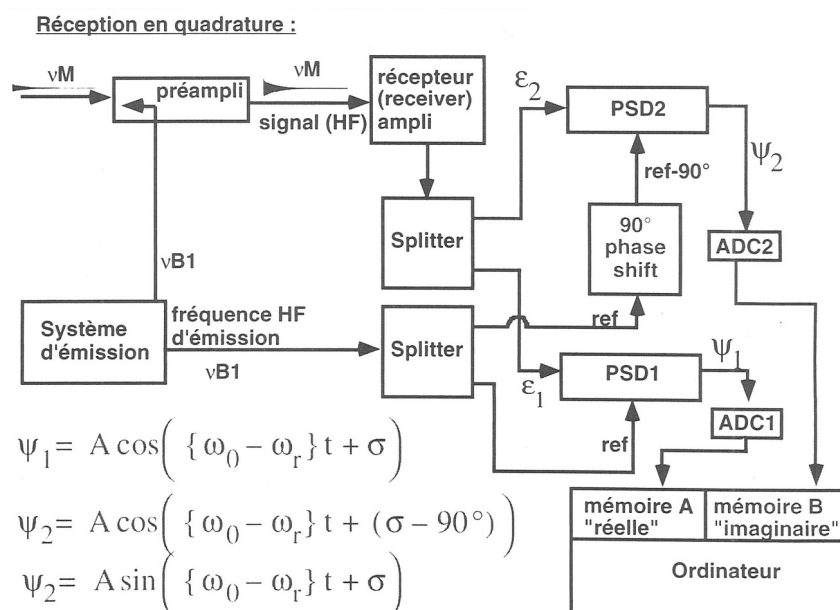 Réception en quadrature :
νM
préampli
νM
signal (HF)
récepteur
(receiver)
ampli
ε2
PSD2
ψ2
ref-90°
90°
phase
shift
ADC2
Splitter
νB1
Système
d'émission
fréquence HF
d'émission
νB1
Splitter
ref
ε1
PSD1
ψ1
ref
ADC1
ψ1= A cos( {ω0 – ωr} t + σ)
ψ2= A cos( {ω0 – ωr} t + (σ – 90°))
ψ2= A sin( {ω0 – ωr} t + σ)
mémoire A
"réelle"
mémoire B
"imaginaire"
Ordinateur